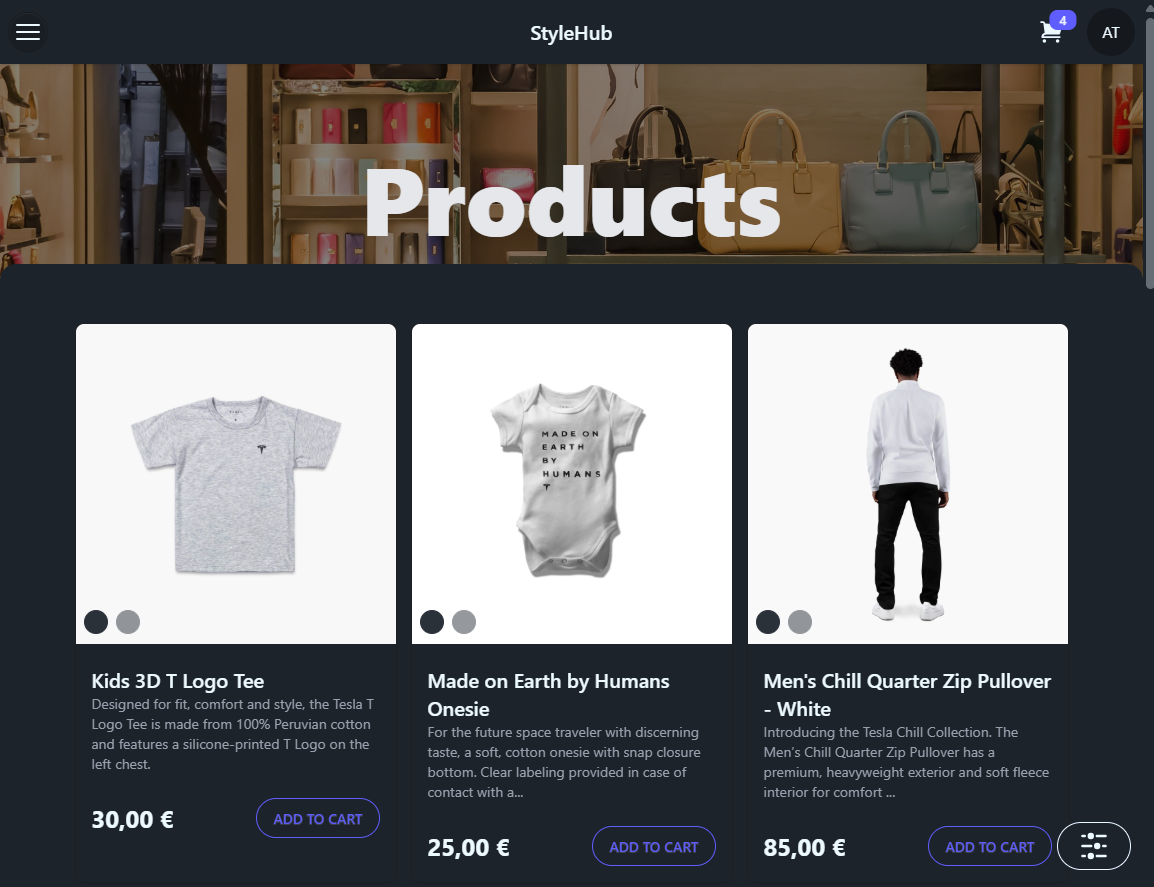 StyleHub
4
AT
Products
MADE ON
EARTH
BY
HUMANS
Kids 3D T Logo Tee
Designed for fit, comfort and style, the Tesla T
Logo Tee is made from 100% Peruvian cotton
and features a silicone-printed T Logo on the
left chest.
30,00 €
ADD TO CART
Made on Earth by Humans
Onesie
For the future space traveler with discerning
taste, a soft, cotton onesie with snap closure
bottom. Clear labeling provided in case of
contact with a...
25,00 €
ADD TO CART
Men's Chill Quarter Zip Pullover
- White
Introducing the Tesla Chill Collection. The
Men's Chill Quarter Zip Pullover has a
premium, heavyweight exterior and soft fleece
interior for comfort ...
85,00 €
ADD TO CART